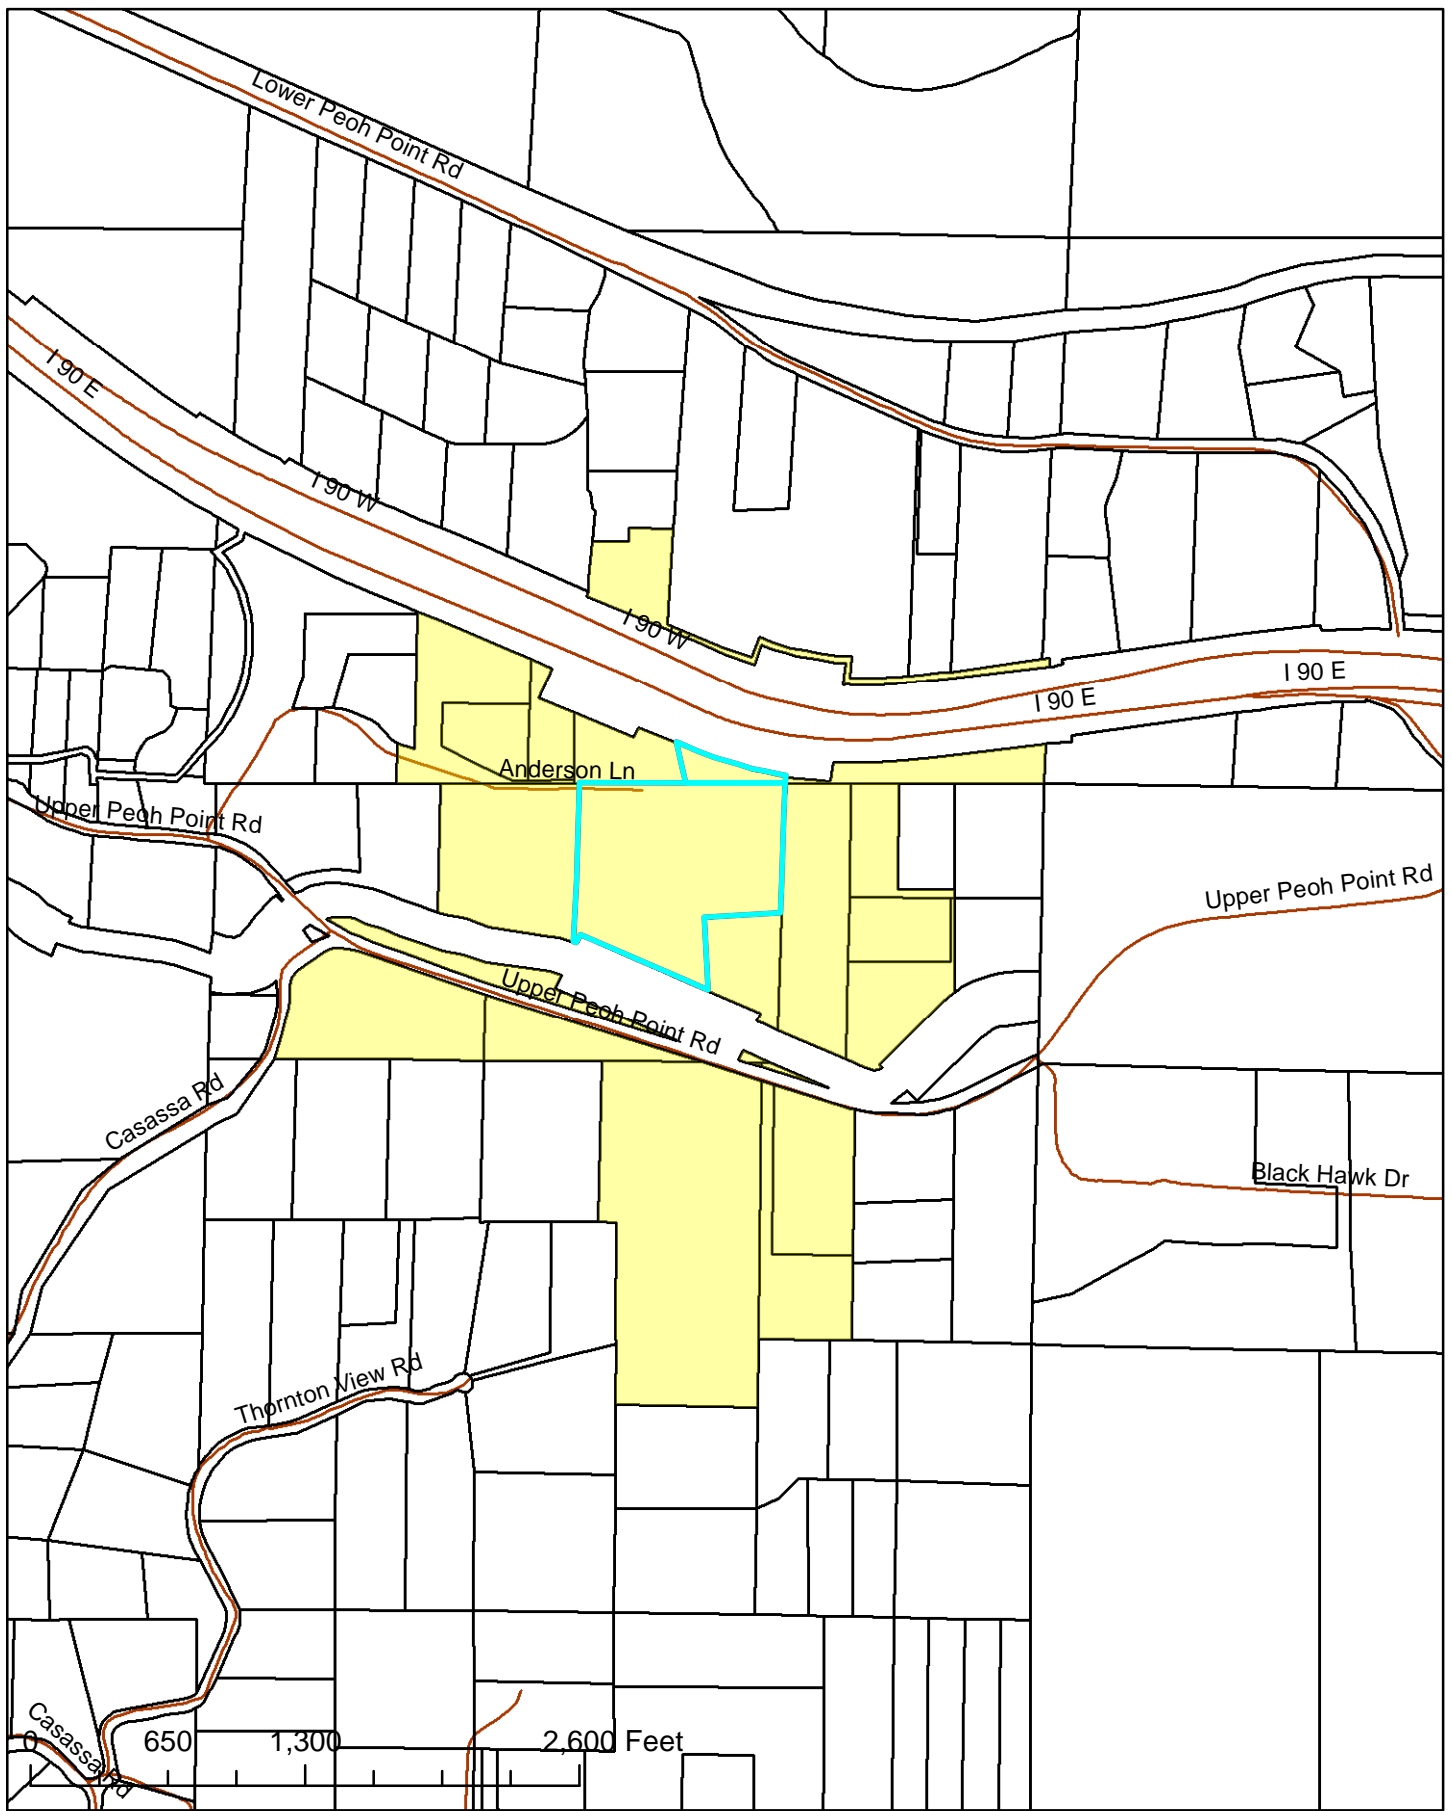 Lower Peoh Point Rd
I 90 E
I 90 W
I 90 W
I 90 E
I 90 E
Anderson Ln
Upper Peoh Point Rd
Upper Peoh Point Rd
Upper Peoh Point Rd
Casassa Rd
Black Hawk Dr
Thornton View Rd
Casassa Rd
0 650 1,300 2,600 Feet